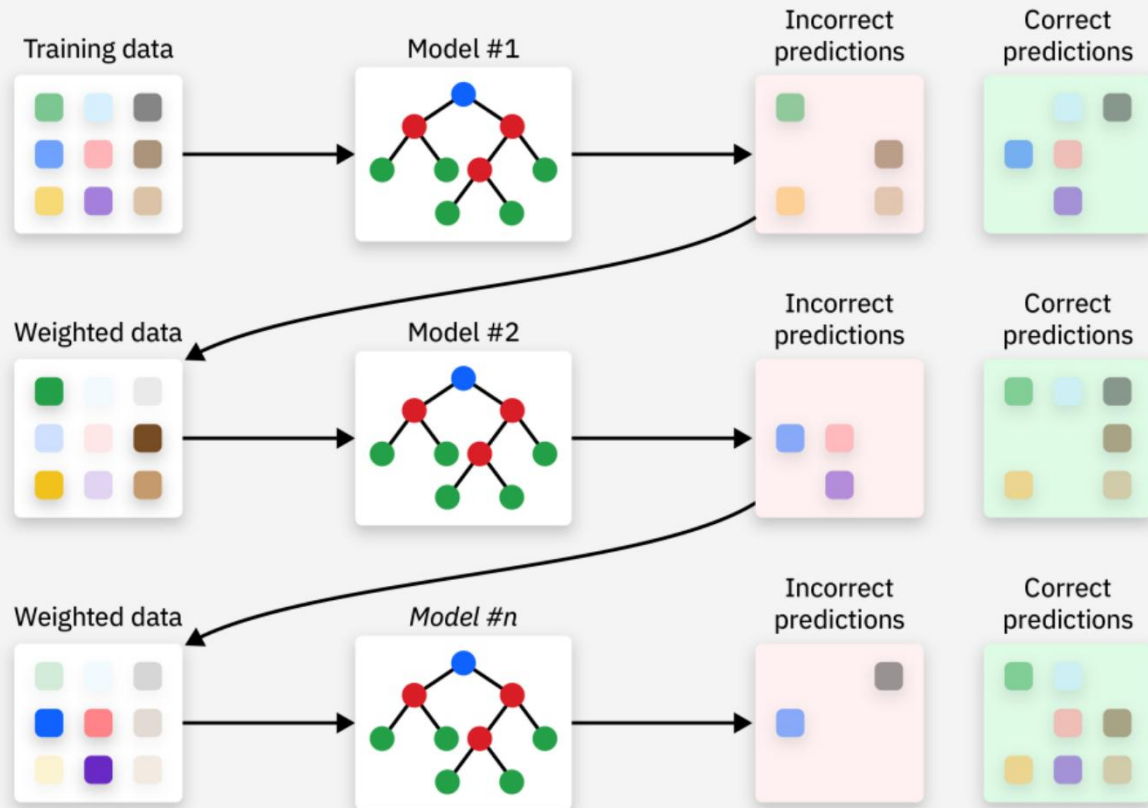 Training data
Model #1
Incorrect
predictions
Correct
predictions
Weighted data
Model #2
Incorrect
predictions
Correct
predictions
Weighted data
Model #n
Incorrect
predictions
Correct
predictions